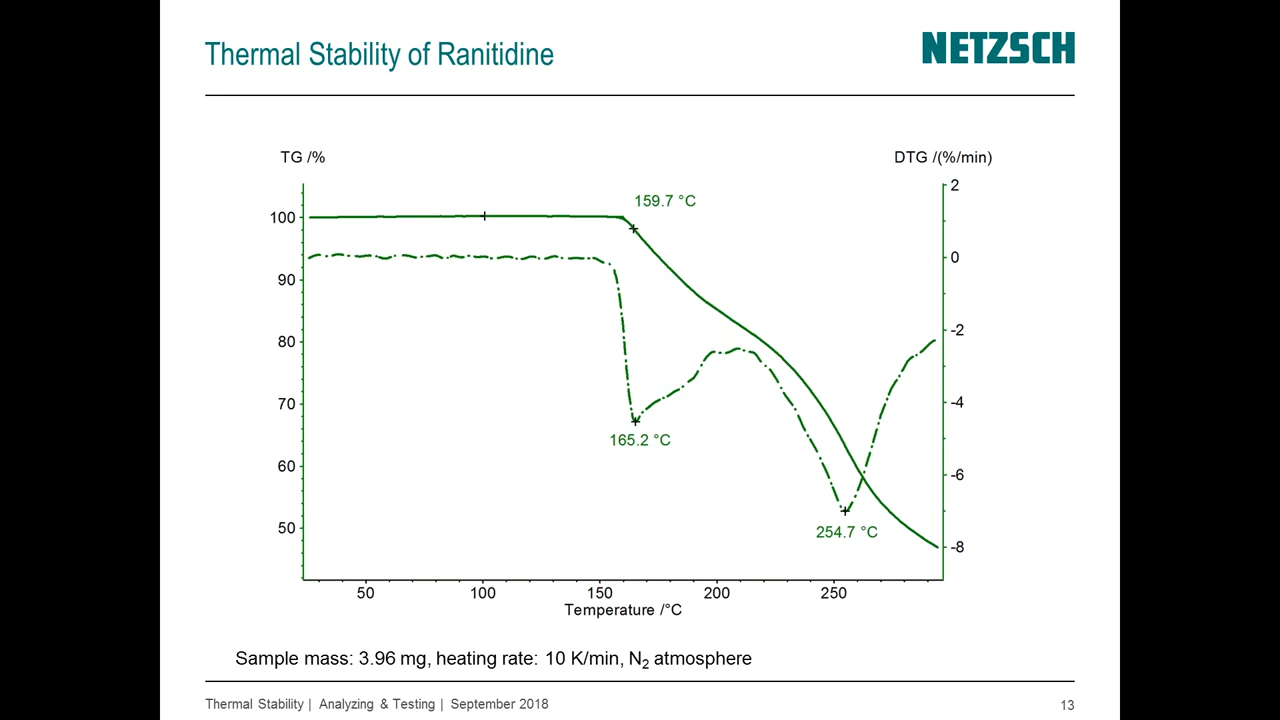 Thermal Stability of Ranitidine
NETZSCH
TG /%
DTG /(%/min)
2
159.7 °C
100
0
90
-2
80
-4
70
165.2 °C
60
-6
50
254.7 °C
-8
50 100 150 200 250
Temperature /°C
Sample mass: 3.96 mg, heating rate: 10 K/min, N₂ atmosphere
Thermal Stability | Analyzing & Testing | September 2018
13